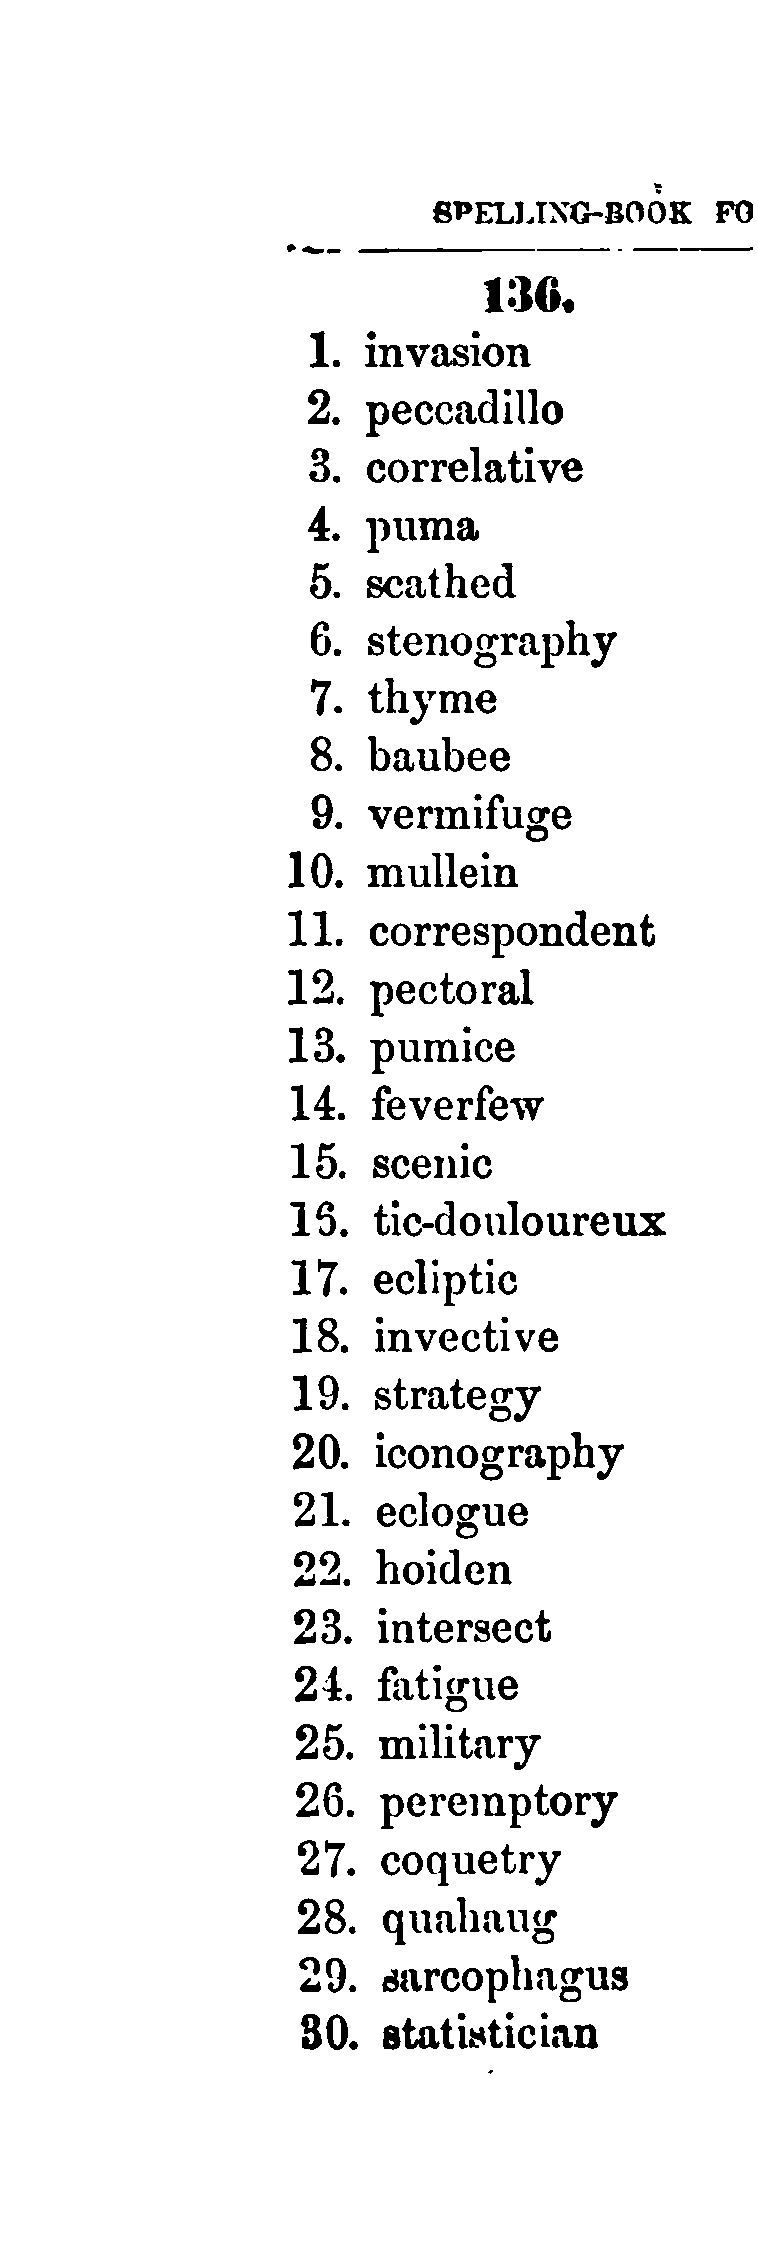 SPELLING-BOOK FO
136.
1. invasion
2. peccadillo
3. correlative
4. puma
5. scathed
6. stenography
7. thyme
8. baubee
9. vermifuge
10. mullein
11. correspondent
12. pectoral
13. pumice
14. feverfew
15. scenic
16. tic-douloureux
17. ecliptic
18. invective
19. strategy
20. iconography
21. eclogue
22. hoiden
23. intersect
24. fatigue
25. military
26. peremptory
27. coquetry
28. quahaug
29. sarcophagus
30. statistician